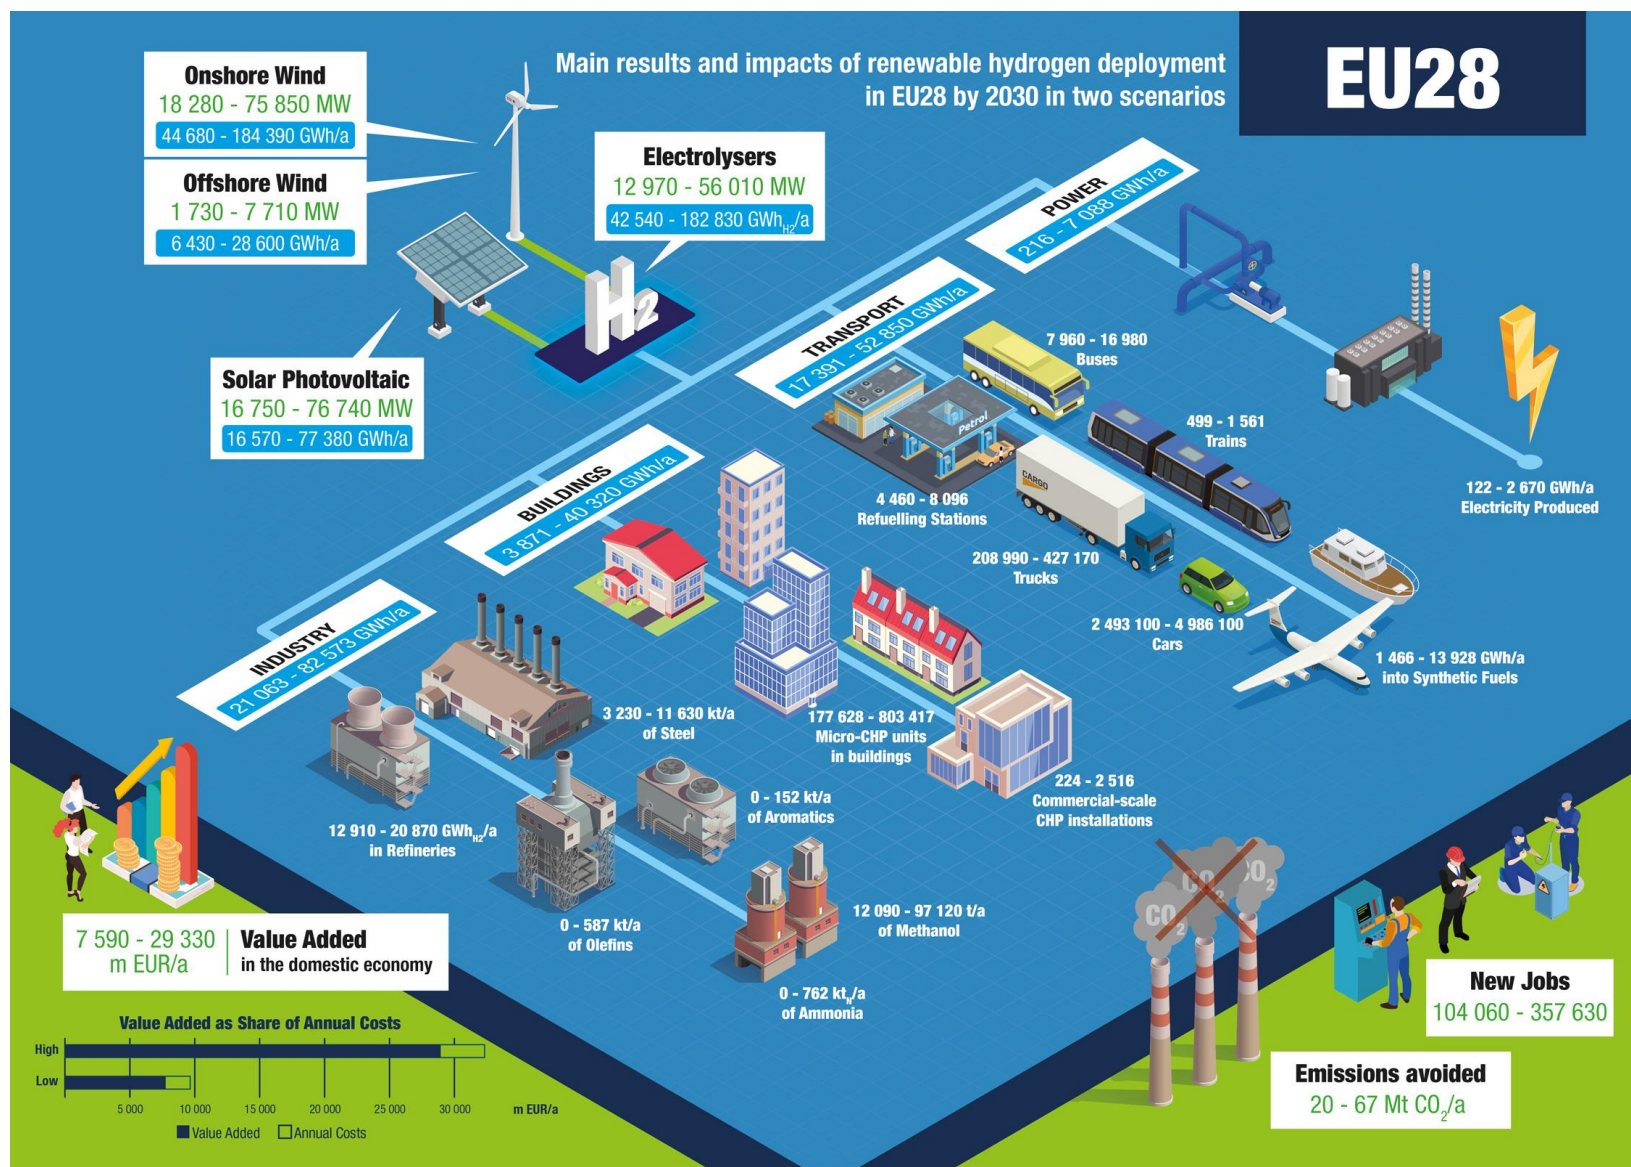 Main results and impacts of renewable hydrogen deployment
in EU28 by 2030 in two scenarios
EU28
Onshore Wind
18 280 - 75 850 MW
44 680 - 184 390 GWh/a
Offshore Wind
1 730 - 7 710 MW
6 430 - 28 600 GWh/a
Electrolysers
12 970 - 56 010 MW
42 540 - 182 830 GWhH2/a
H2
Solar Photovoltaic
16 750 - 76 740 MW
16 570 - 77 380 GWh/a
POWER
216 - 7 088 GWh/a
TRANSPORT
17 391 - 52 850 GWh/a
BUILDINGS
3 871 - 40 320 GWh/a
INDUSTRY
21 063 - 82 573 GWh/a
7 960 - 16 980
Buses
Petrol
499 - 1 561
Trains
CARGO
4 460 - 8 096
Refuelling Stations
208 990 - 427 170
Trucks
2 493 100 - 4 986 100
Cars
122 - 2 670 GWh/a
Electricity Produced
1 466 - 13 928 GWh/a
into Synthetic Fuels
3 230 - 11 630 kt/a
of Steel
177 628 - 803 417
Micro-CHP units
in buildings
224 - 2 516
Commercial-scale
CHP installations
0 - 152 kt/a
of Aromatics
12 910 - 20 870 GWhH2/a
in Refineries
0 - 587 kt/a
of Olefins
12 090 - 97 120 t/a
of Methanol
0 - 762 ktN/a
of Ammonia
CO2
CO2
CO2
7 590 - 29 330
m EUR/a
Value Added
in the domestic economy
Value Added as Share of Annual Costs
High
Low
5 000
10 000
15 000
20 000
25 000
30 000
m EUR/a
Value Added
Annual Costs
New Jobs
104 060 - 357 630
Emissions avoided
20 - 67 Mt CO2/a